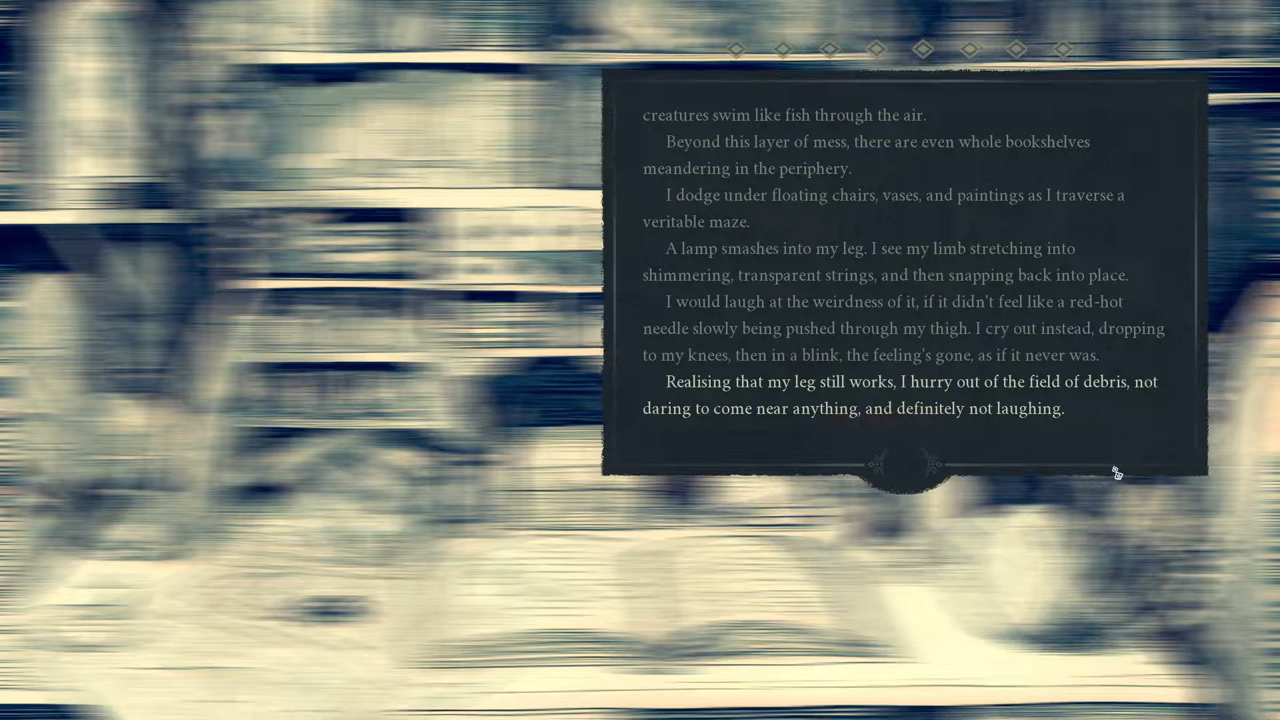 creatures swim like fish through the air.
Beyond this layer of mess, there are even whole bookshelves
meandering in the periphery.
I dodge under floating chairs, vases, and paintings as I traverse a
veritable maze.
A lamp smashes into my leg. I see my limb stretching into
shimmering, transparent strings, and then snapping back into place.
I would laugh at the weirdness of it, if it didn't feel like a red-hot
needle slowly being pushed through my thigh. I cry out instead, dropping
to my knees, then in a blink, the feeling's gone, as if it never was.
Realising that my leg still works, I hurry out of the field of debris, not
daring to come near anything, and definitely not laughing.